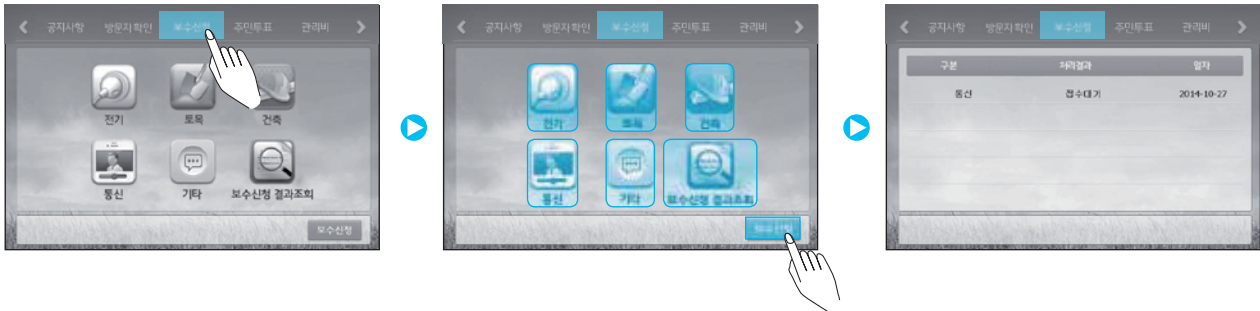 공지사항 방문자확인 보수신청 주민투표 관리비
전기 토목 건축
통신 기타 보수신청 결과조회
보수신청
공지사항 방문자확인 보수신청 주민투표 관리비
전기 토목 건축
통신 기타 보수신청 결과조회
보수신청
공지사항 방문자확인 보수신청 주민투표 관리비
구분 처리결과 일자
통신 접수대기 2014-10-27